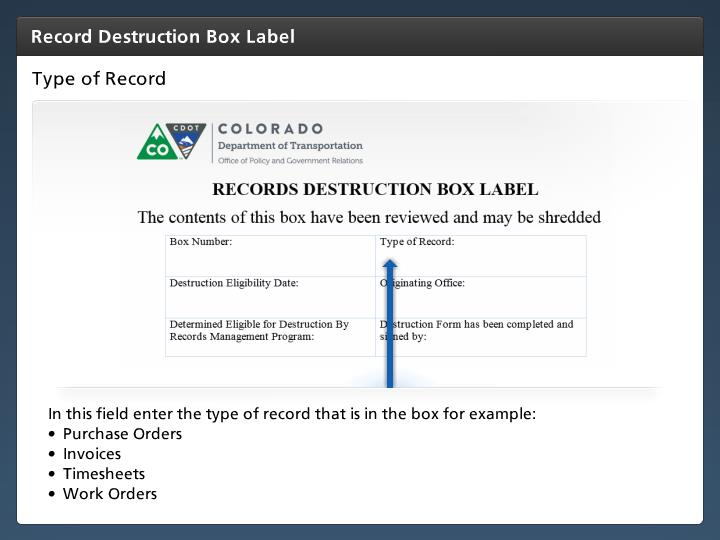 Record Destruction Box Label
Type of Record
CO
CDOT
COLORADO
Department of Transportation
Office of Policy and Government Relations
RECORDS DESTRUCTION BOX LABEL
The contents of this box have been reviewed and may be shredded
Box Number:
Type of Record:
Destruction Eligibility Date:
Originating Office:
Determined Eligible for Destruction By
Records Management Program:
Destruction Form has been completed and
signed by:
In this field enter the type of record that is in the box for example:
• Purchase Orders
• Invoices
• Timesheets
• Work Orders